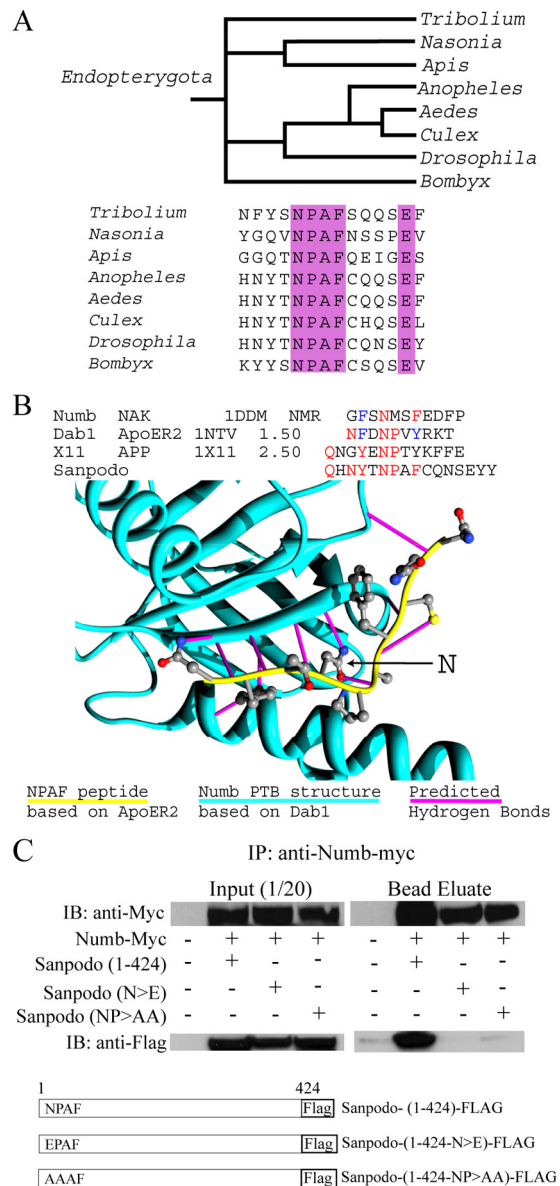 A
Endopterygota
Tribolium
Nasonia
Apis
Anopheles
Aedes
Culex
Drosophila
Bombyx
Tribolium NFYSNPAFSQQSEF
Nasonia YGQVNPAFNSSPEV
Apis GGQTNPAFQEIGES
Anopheles HNYTNPAFCQQSEF
Aedes HNYTNPAFCQQSEF
Culex HNYTNPAFCHQSEL
Drosophila HNYTNPAFCQNSEY
Bombyx KYYSNPAFCQQSEV
B
Numb NAK 1DDM NMR GFSNMSFEDFP
Dab1 ApoER2 1NTV 1.50 NFDNPVYRKT
X11 APP 1X11 2.50 QNGYENPTYKFFE
Sanpodo QHNYTNPAFCQNSEYY
N
NPAF peptide
based on ApoER2
Numb PTB structure
based on Dab1
Predicted
Hydrogen Bonds
C
IP: anti-Numb-myc
Input (1/20) Bead Eluate
IB: anti-Myc
Numb-Myc - + + + - + + +
Sanpodo (1-424) - + - - - + - -
Sanpodo (N>E) - - + - - - + -
Sanpodo (NP>AA) - - - + - - - +
IB: anti-Flag
1 424
NPAF Flag Sanpodo- (1-424)-FLAG
EPAF Flag Sanpodo-(1-424-N>E)-FLAG
AAAF Flag Sanpodo-(1-424-NP>AA)-FLAG